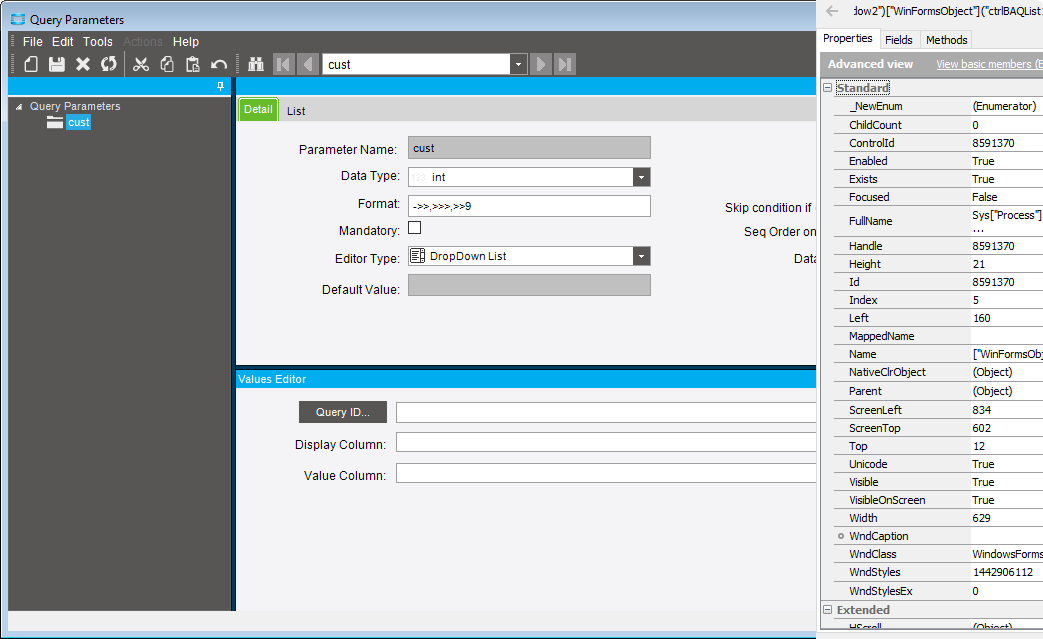 Query Parameters
File Edit Tools Actions Help
cust
Query Parameters
cust
Detail List
Parameter Name: cust
Data Type: 123 int
Format: ->>,>>>,>>9
Mandatory:
Editor Type: DropDown List
Default Value:
Skip condition if
Seq Order on
Data
Values Editor
Query ID...
Display Column:
Value Column:
dow2")["WinFormsObject"]("ctrlBAQList
Properties Fields Methods
Advanced view View basic members (B
Standard
_NewEnum (Enumerator)
ChildCount 0
ControlId 8591370
Enabled True
Exists True
Focused False
FullName Sys["Process"]
...
Handle 8591370
Height 21
Id 8591370
Index 5
Left 160
MappedName
Name ["WinFormsObj
NativeClrObject (Object)
Parent (Object)
ScreenLeft 834
ScreenTop 602
Top 12
Unicode True
Visible True
VisibleOnScreen True
Width 629
WndCaption
WndClass WindowsForms
WndStyles 1442906112
WndStylesEx 0
Extended
HScroll (Object)